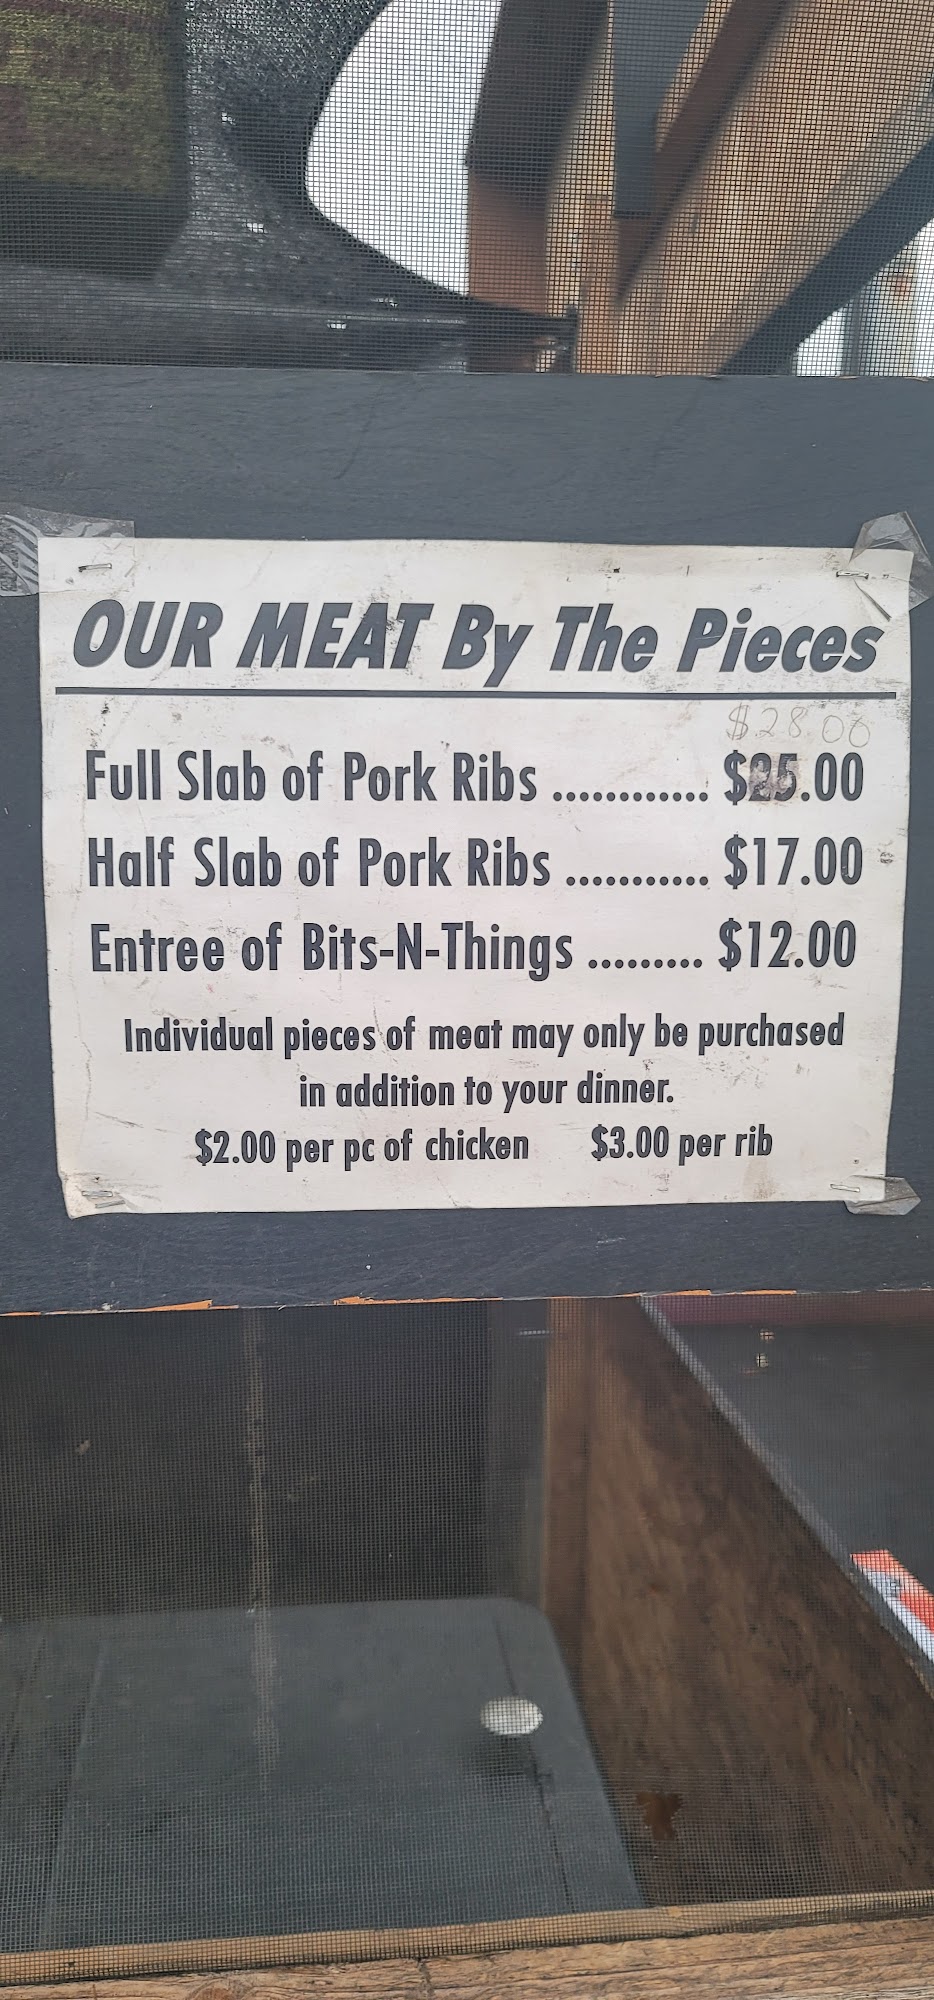 OUR MEAT By The Pieces
$28.00
Full Slab of Pork Ribs ............ $25.00
Half Slab of Pork Ribs ........... $17.00
Entree of Bits-N-Things ......... $12.00
Individual pieces of meat may only be purchased
in addition to your dinner.
$2.00 per pc of chicken $3.00 per rib